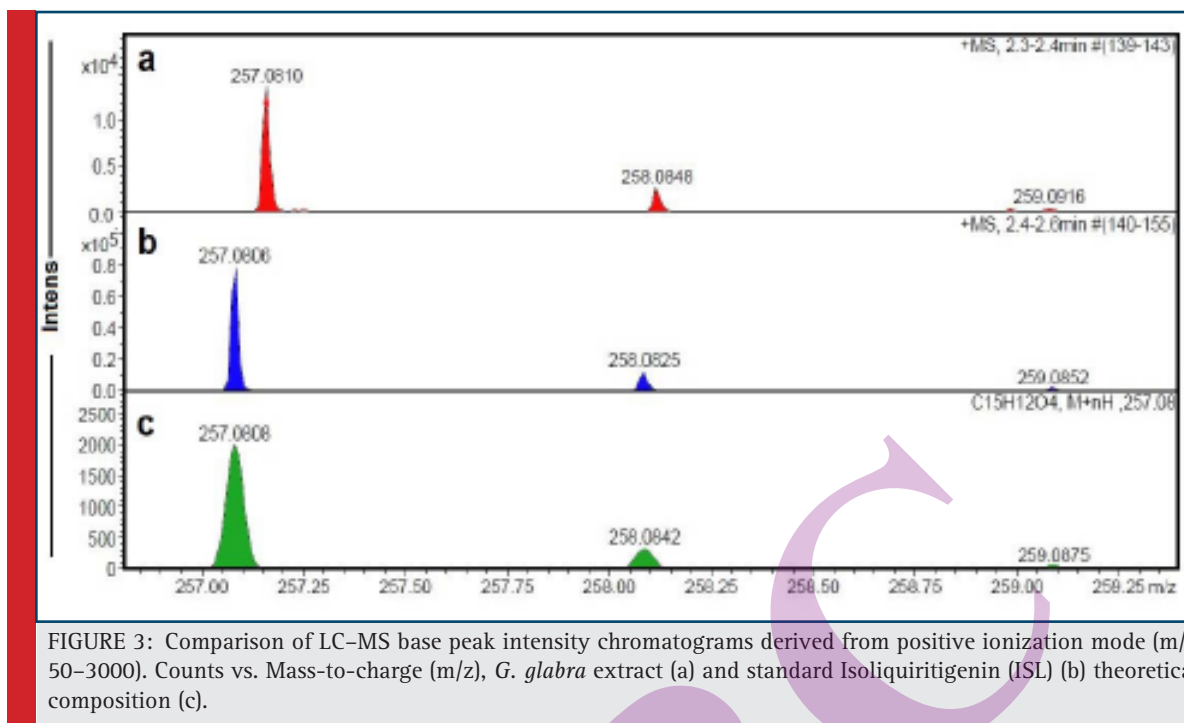 +MS, 2.3-2.4min #(139-143)
x10⁴
a
257.0810
1.0
0.5
258.0848
259.0916
0.0
+MS, 2.4-2.6min #(140-155)
x10⁵
b
257.0806
0.8
0.6
0.4
0.2
258.0825
259.0852
0.0
C15H12O4, M+nH ,257.08
2500
c
257.0808
2000
1500
1000
500
258.0842
259.0875
0
Intens
257.00 257.25 257.50 257.75 258.00 258.25 258.50 258.75 259.00 259.25 m/z
FIGURE 3: Comparison of LC-MS base peak intensity chromatograms derived from positive ionization mode (m/
50-3000). Counts vs. Mass-to-charge (m/z), G. glabra extract (a) and standard Isoliquiritigenin (ISL) (b) theoretica
composition (c).